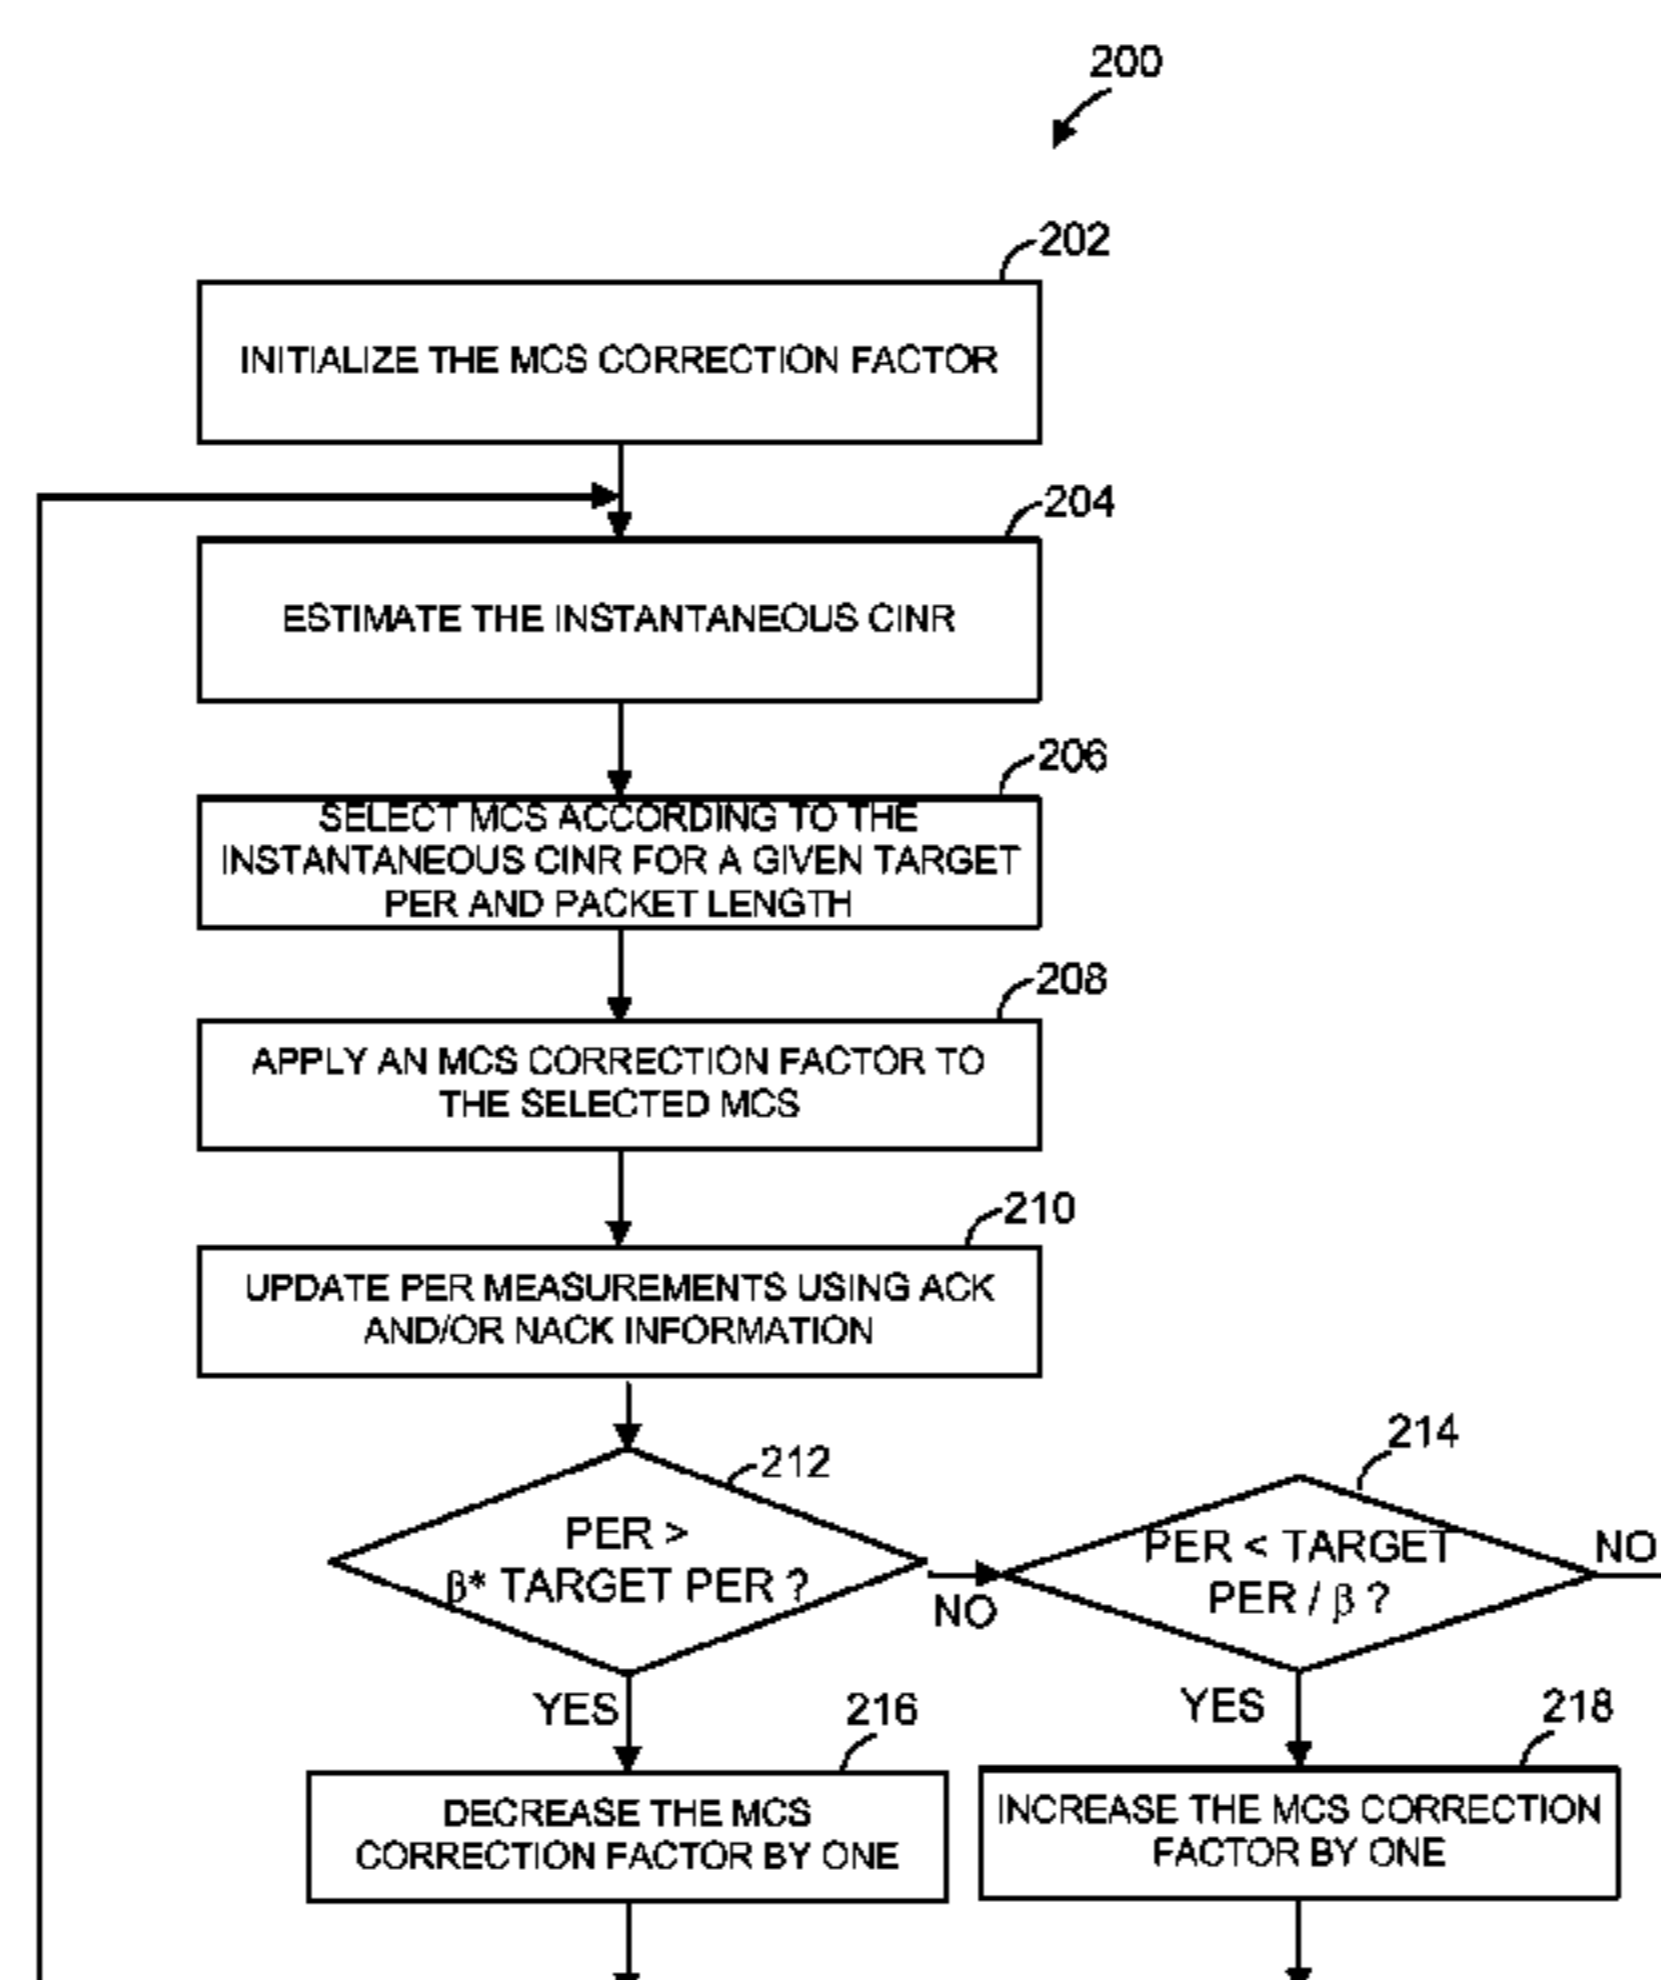 200
202
INITIALIZE THE MCS CORRECTION FACTOR
204
ESTIMATE THE INSTANTANEOUS CINR
206
SELECT MCS ACCORDING TO THE
INSTANTANEOUS CINR FOR A GIVEN TARGET
PER AND PACKET LENGTH
208
APPLY AN MCS CORRECTION FACTOR TO
THE SELECTED MCS
210
UPDATE PER MEASUREMENTS USING ACK
AND/OR NACK INFORMATION
212
PER >
β* TARGET PER ?
NO
214
PER < TARGET
PER / β ?
NO
YES
216
DECREASE THE MCS
CORRECTION FACTOR BY ONE
YES
218
INCREASE THE MCS CORRECTION
FACTOR BY ONE